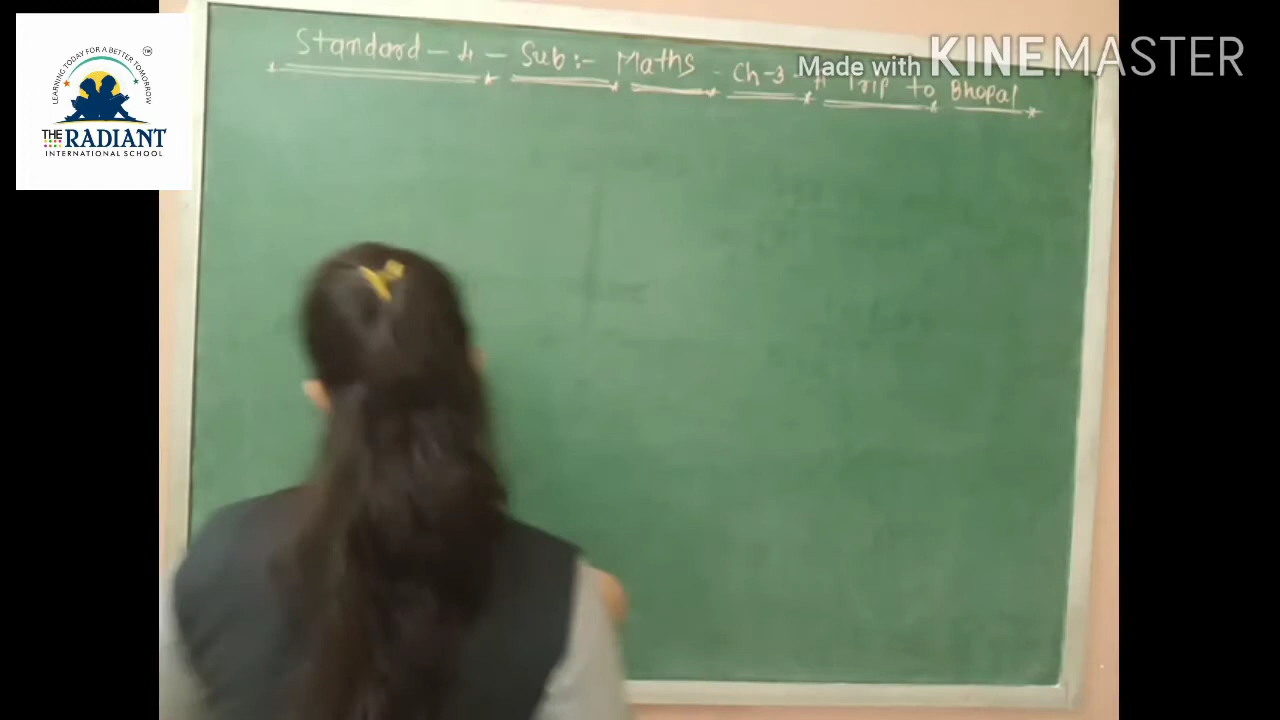 Standard - 4 - Sub:- Maths - Ch-3 - A Trip to Bhopal
Made with KINEMASTER
LEARNING TODAY FOR A BETTER TOMORROW
TM
THE RADIANT
INTERNATIONAL SCHOOL